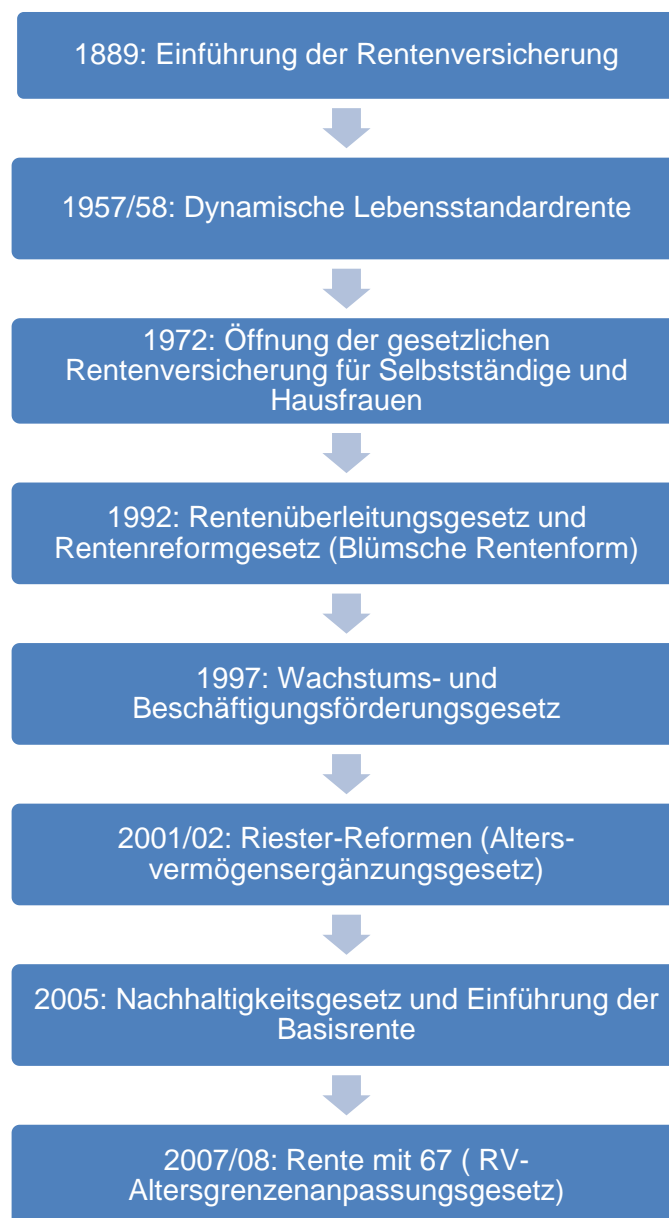 1889: Einführung der Rentenversicherung
1957/58: Dynamische Lebensstandardrente
1972: Öffnung der gesetzlichen
Rentenversicherung für Selbstständige und
Hausfrauen
1992: Rentenüberleitungsgesetz und
Rentenreformgesetz (Blümsche Rentenform)
1997: Wachstums- und
Beschäftigungsförderungsgesetz
2001/02: Riester-Reformen (Alters-
vermögensergänzungsgesetz)
2005: Nachhaltigkeitsgesetz und Einführung der
Basisrente
2007/08: Rente mit 67 ( RV-
Altersgrenzenanpassungsgesetz)